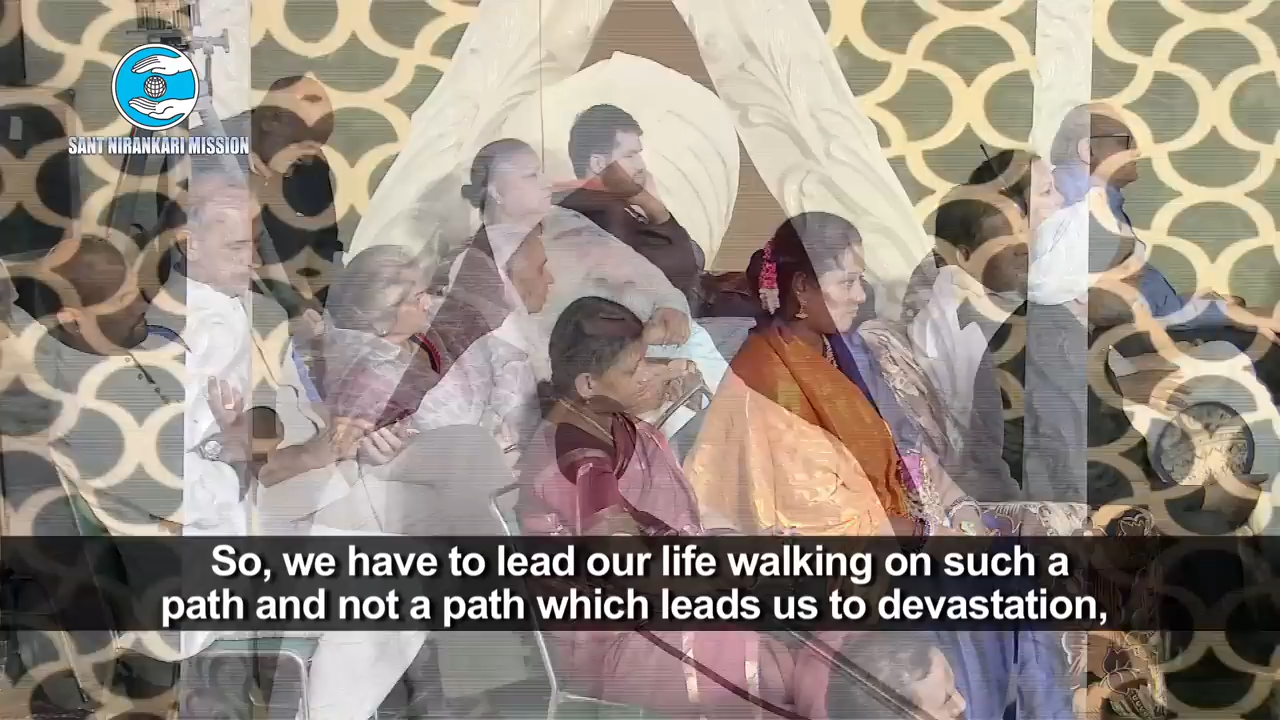 SANT NIRANKARI MISSION
So, we have to lead our life walking on such a
path and not a path which leads us to devastation,